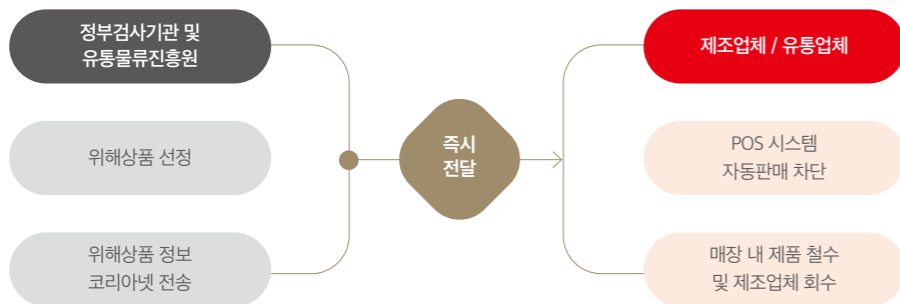 정부검사기관 및
유통물류진흥원
위해상품 선정
위해상품 정보
코리아넷 전송
즉시
전달
제조업체 / 유통업체
POS 시스템
자동판매 차단
매장 내 제품 철수
및 제조업체 회수